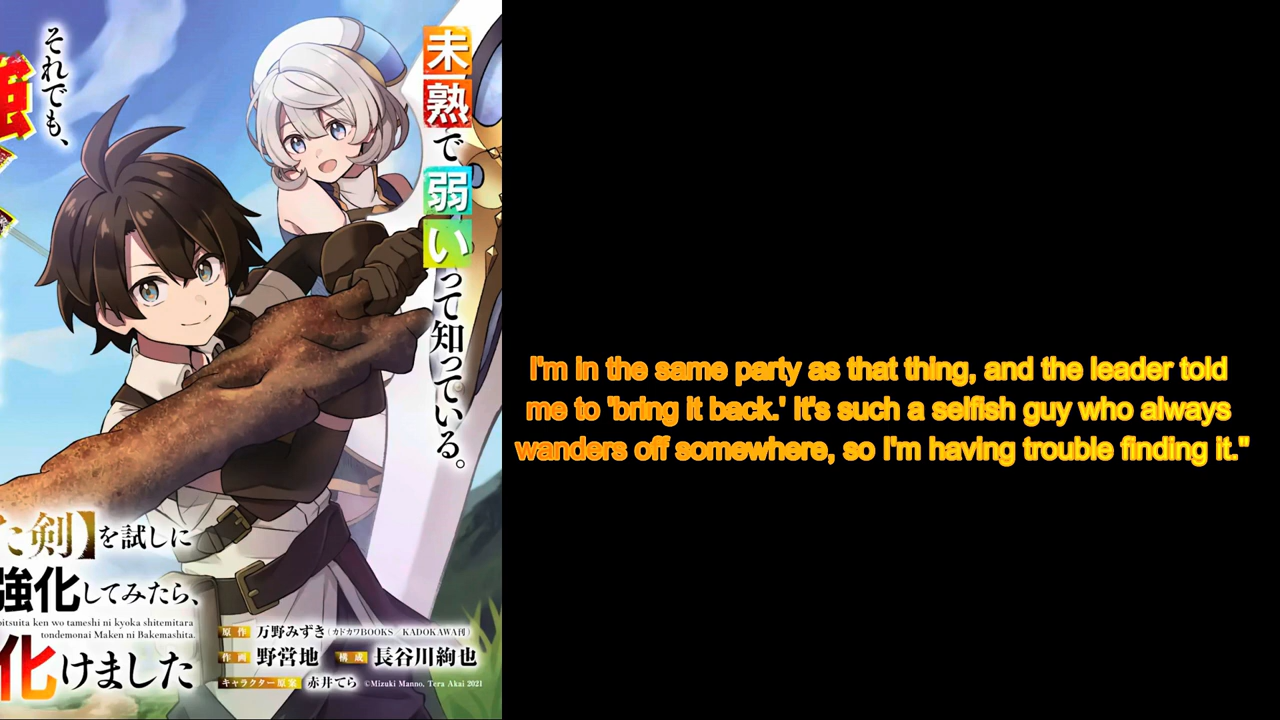 未熟で弱いって知っている。
それでも、
強
た剣】を試しに
強化してみたら、
bitsuita ken wo tameshi ni kyoka shitemitara
tondemonai Maken ni Bakemashita.
化けました
原作 万野みずき（カドカワBOOKS KADOKAWA刊）
作画 野営地 構成 長谷川絢也
キャラクター原案 赤井てら ©Mizuki Manno, Tera Akai 2021
I'm in the same party as that thing, and the leader told
me to 'bring it back.' It's such a selfish guy who always
wanders off somewhere, so I'm having trouble finding it."